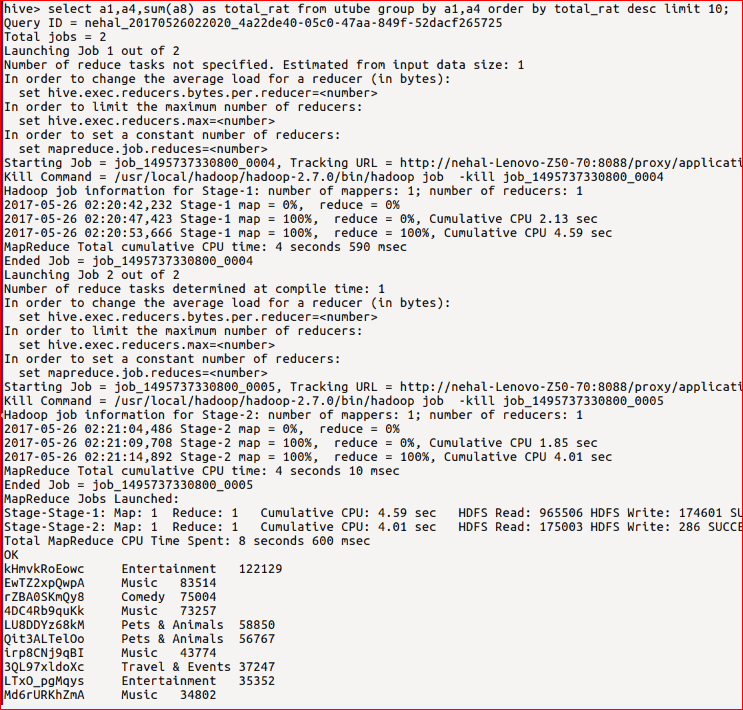 hive> select a1,a4,sum(a8) as total_rat from utube group by a1,a4 order by total_rat desc limit 10;
Query ID = nehal_20170526022020_4a22de40-05c0-47aa-849f-52dacf265725
Total jobs = 2
Launching Job 1 out of 2
Number of reduce tasks not specified. Estimated from input data size: 1
In order to change the average load for a reducer (in bytes):
  set hive.exec.reducers.bytes.per.reducer=<number>
In order to limit the maximum number of reducers:
  set hive.exec.reducers.max=<number>
In order to set a constant number of reducers:
  set mapreduce.job.reduces=<number>
Starting Job = job_1495737330800_0004, Tracking URL = http://nehal-Lenovo-Z50-70:8088/proxy/applicati
Kill Command = /usr/local/hadoop/hadoop-2.7.0/bin/hadoop job  -kill job_1495737330800_0004
Hadoop job information for Stage-1: number of mappers: 1; number of reducers: 1
2017-05-26 02:20:42,232 Stage-1 map = 0%,  reduce = 0%
2017-05-26 02:20:47,423 Stage-1 map = 100%,  reduce = 0%, Cumulative CPU 2.13 sec
2017-05-26 02:20:53,666 Stage-1 map = 100%,  reduce = 100%, Cumulative CPU 4.59 sec
MapReduce Total cumulative CPU time: 4 seconds 590 msec
Ended Job = job_1495737330800_0004
Launching Job 2 out of 2
Number of reduce tasks determined at compile time: 1
In order to change the average load for a reducer (in bytes):
  set hive.exec.reducers.bytes.per.reducer=<number>
In order to limit the maximum number of reducers:
  set hive.exec.reducers.max=<number>
In order to set a constant number of reducers:
  set mapreduce.job.reduces=<number>
Starting Job = job_1495737330800_0005, Tracking URL = http://nehal-Lenovo-Z50-70:8088/proxy/applicati
Kill Command = /usr/local/hadoop/hadoop-2.7.0/bin/hadoop job  -kill job_1495737330800_0005
Hadoop job information for Stage-2: number of mappers: 1; number of reducers: 1
2017-05-26 02:21:04,486 Stage-2 map = 0%,  reduce = 0%
2017-05-26 02:21:09,708 Stage-2 map = 100%,  reduce = 0%, Cumulative CPU 1.85 sec
2017-05-26 02:21:14,892 Stage-2 map = 100%,  reduce = 100%, Cumulative CPU 4.01 sec
MapReduce Total cumulative CPU time: 4 seconds 10 msec
Ended Job = job_1495737330800_0005
MapReduce Jobs Launched:
Stage-Stage-1: Map: 1  Reduce: 1   Cumulative CPU: 4.59 sec   HDFS Read: 965506 HDFS Write: 174601 SU
Stage-Stage-2: Map: 1  Reduce: 1   Cumulative CPU: 4.01 sec   HDFS Read: 175003 HDFS Write: 286 SUCCE
Total MapReduce CPU Time Spent: 8 seconds 600 msec
OK
kHmvkRoEowc     Entertainment   122129
EwTZ2xpQwpA     Music   83514
rZBA0SKmQy8     Comedy  75004
4DC4Rb9quKk     Music   73257
LU8DDYz68kM     Pets & Animals  58850
Qit3ALTelOo     Pets & Animals  56767
irp8CNj9qBI     Music   43774
3QL97xldoXc     Travel & Events 37247
LTxO_pgMqys     Entertainment   35352
Md6rURKhZmA     Music   34802